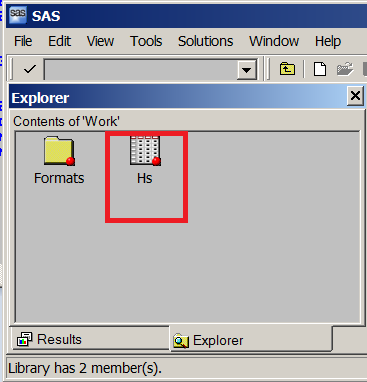 sas SAS
File Edit View Tools Solutions Window Help
Explorer
Contents of 'Work'
Formats Hs
Results Explorer
Library has 2 member(s).